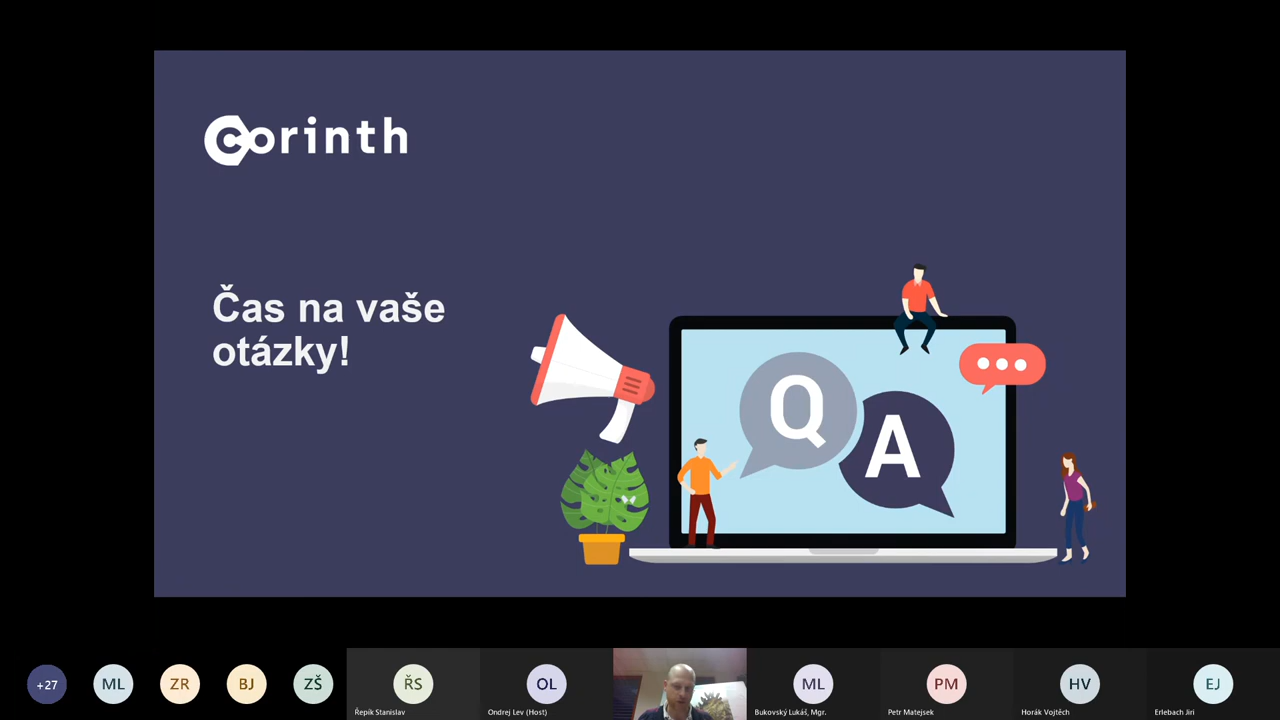 corinth
Čas na vaše
otázky!
Q
A
+27
ML
ZR
BJ
ZŠ
ŘS
OL
ML
PM
HV
EJ
Řepík Stanislav
Ondrej Lev (Host)
Bukovský Lukáš, Mgr.
Petr Matejsek
Horák Vojtěch
Erlebach Jiri